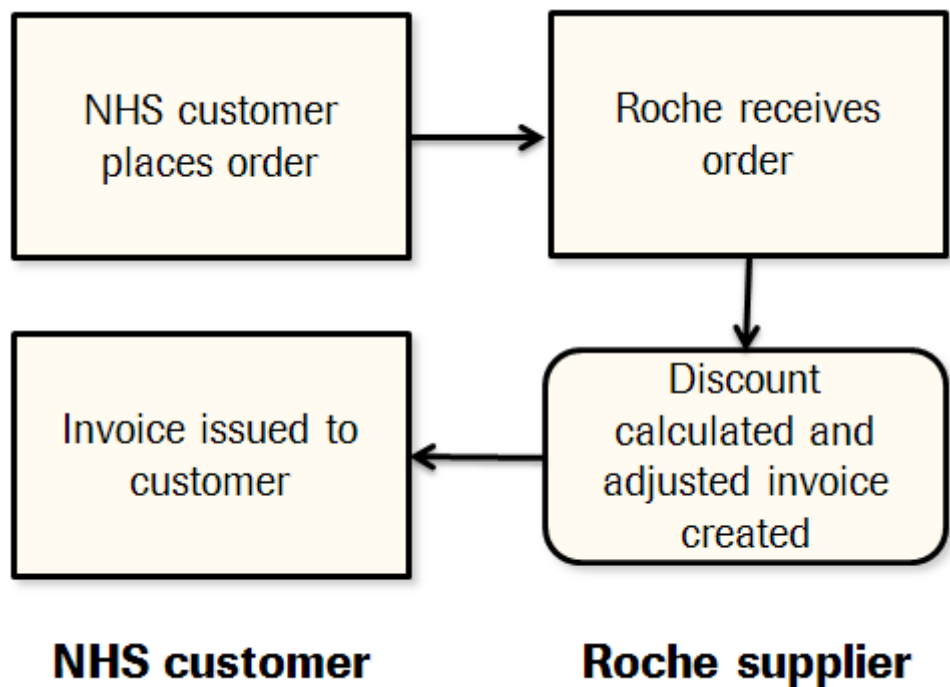 NHS customer
places order
Roche receives
order
Discount
calculated and
adjusted invoice
created
Invoice issued to
customer
NHS customer
Roche supplier